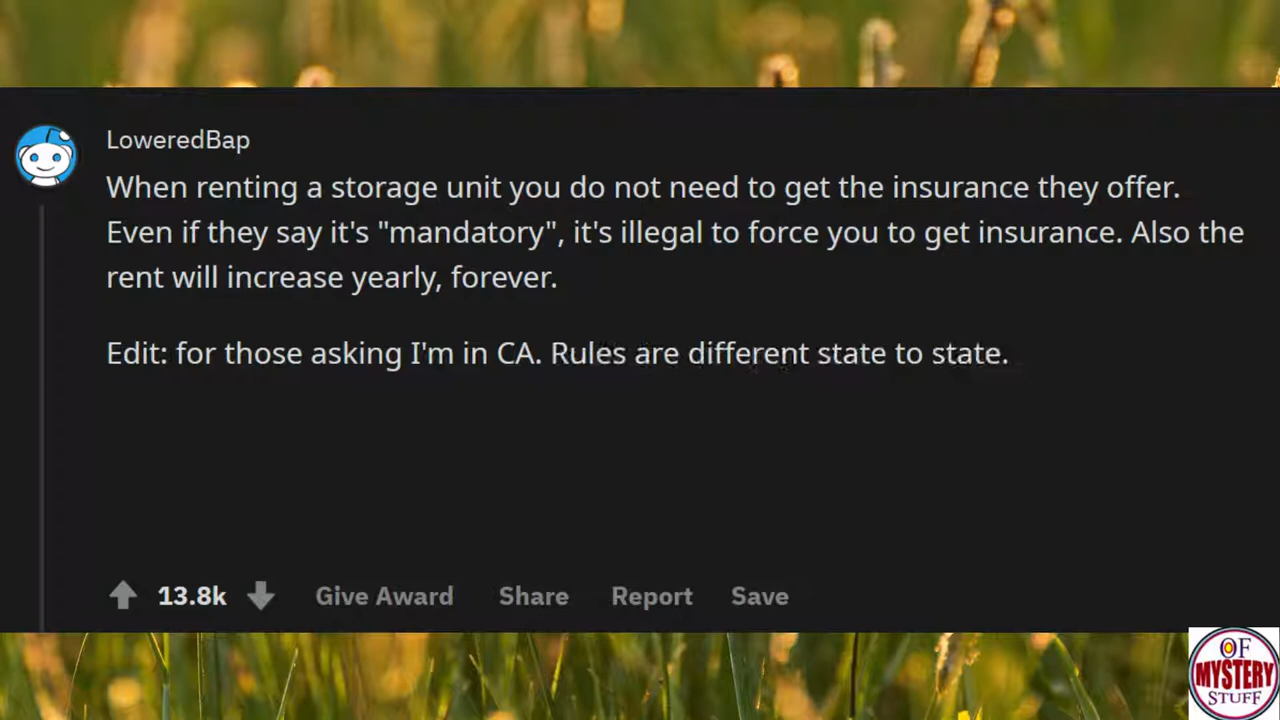 LoweredBap
When renting a storage unit you do not need to get the insurance they offer.
Even if they say it's "mandatory", it's illegal to force you to get insurance. Also the
rent will increase yearly, forever.
Edit: for those asking I'm in CA. Rules are different state to state.
13.8k Give Award Share Report Save
OF
MYSTERY
STUFF